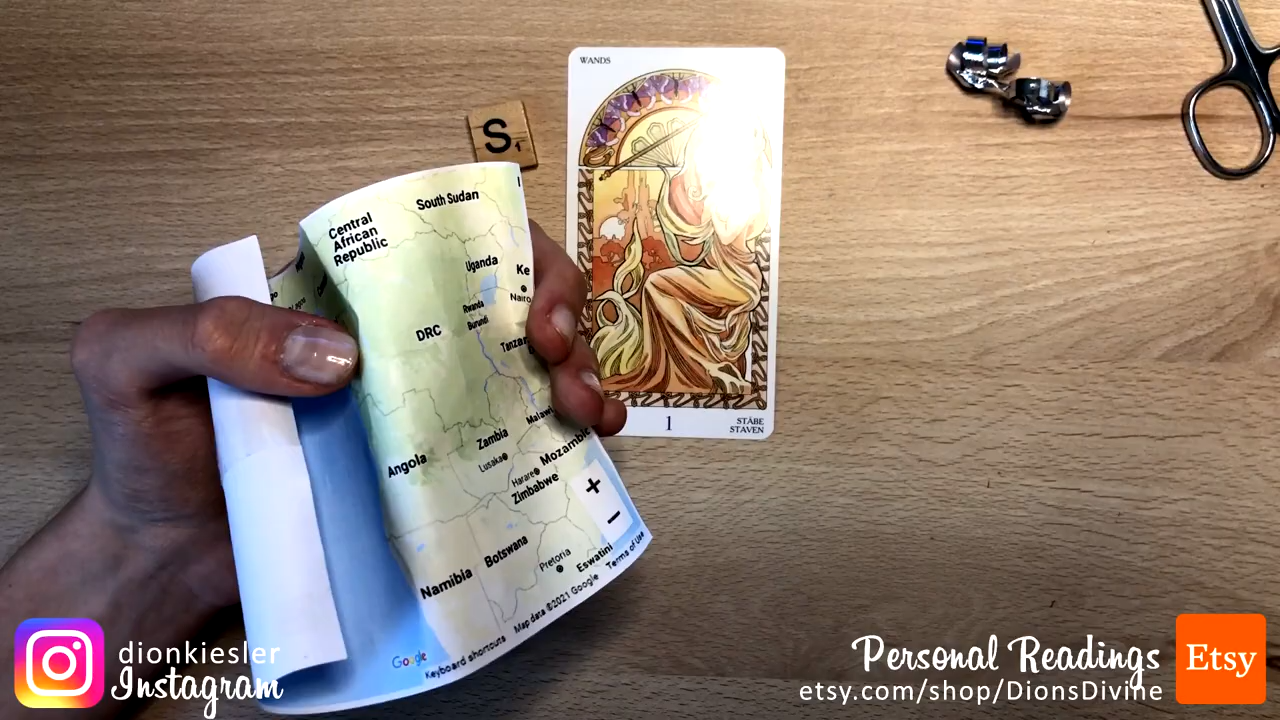 WANDS
S1
South Sudan
Central
African
Republic
Uganda
Ke
Nairo
Rwanda
Burundi
DRC
Tanzan
Malawi
Zambia
Lusaka
Angola
Mozambi
Harare
Zimbabwe
+
−
Botswana
Pretoria
Eswatini
Namibia
Google
Keyboard shortcuts Map data ©2021 Google Terms of Use
1
STÄBE
STAVEN
dionkiesler
Instagram
Personal Readings
etsy.com/shop/DionsDivine
Etsy